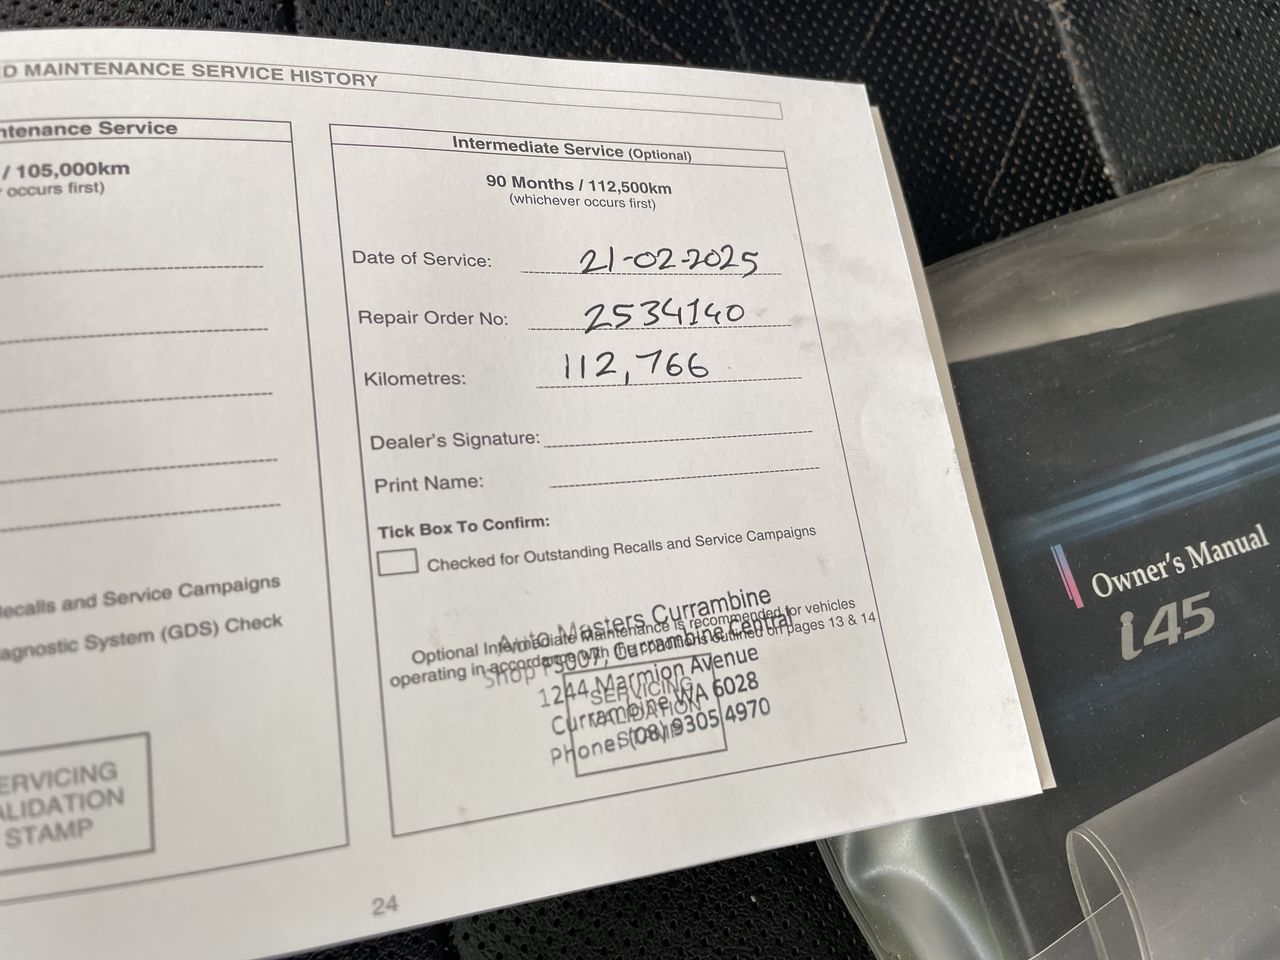 D MAINTENANCE SERVICE HISTORY
ntenance Service
/ 105,000km
occurs first)
ecalls and Service Campaigns
agnostic System (GDS) Check
ERVICING
ALIDATION
STAMP
Intermediate Service (Optional)
90 Months / 112,500km
(whichever occurs first)
Date of Service: 21-02-2025
Repair Order No: 2534140
Kilometres: 112,766
Dealer's Signature:
Print Name:
Tick Box To Confirm:
Checked for Outstanding Recalls and Service Campaigns
Optional Intermediate Maintenance is recommended for vehicles
operating in accordance with the conditions outlined on pages 13 & 14
Auto Masters Currambine
Shop Currambine Central
1244 Marmion Avenue
Currambine WA 6028
Phone (08) 9305 4970
SERVICING
VALIDATION
STAMP
24
Owner's Manual
i45